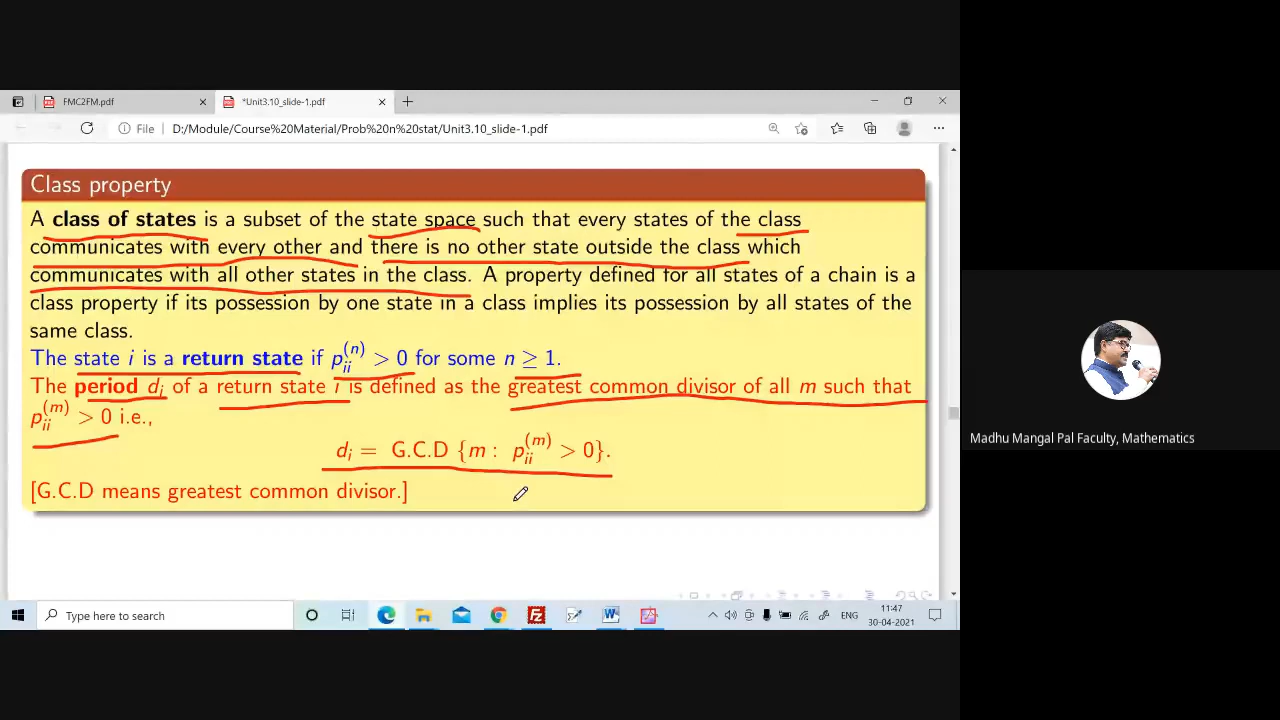 FMC2FM.pdf
*Unit3.10_slide-1.pdf
File
D:/Module/Course%20Material/Prob%20n%20stat/Unit3.10_slide-1.pdf
Class property
A class of states is a subset of the state space such that every states of the class
communicates with every other and there is no other state outside the class which
communicates with all other states in the class. A property defined for all states of a chain is a
class property if its possession by one state in a class implies its possession by all states of the
same class.
The state i is a return state if p_{ii}^{(n)} > 0 for some n ≥ 1.
The period d_i of a return state i is defined as the greatest common divisor of all m such that
p_{ii}^{(m)} > 0 i.e.,
d_i = G.C.D {m : p_{ii}^{(m)} > 0}.
[G.C.D means greatest common divisor.]
Madhu Mangal Pal Faculty, Mathematics
Type here to search
ENG
11:47
30-04-2021